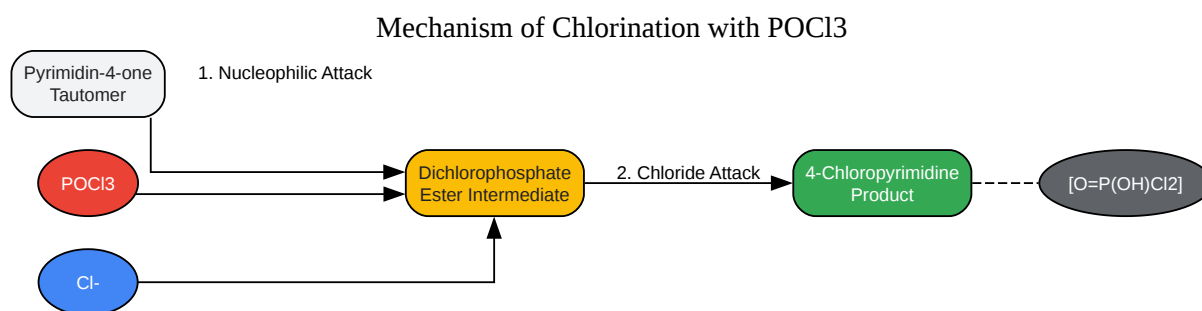 Mechanism of Chlorination with POCl3
Pyrimidin-4-one
Tautomer
1. Nucleophilic Attack
POCl3
Dichlorophosphate
Ester Intermediate
2. Chloride Attack
4-Chloropyrimidine
Product
[O=P(OH)Cl2]
Cl-